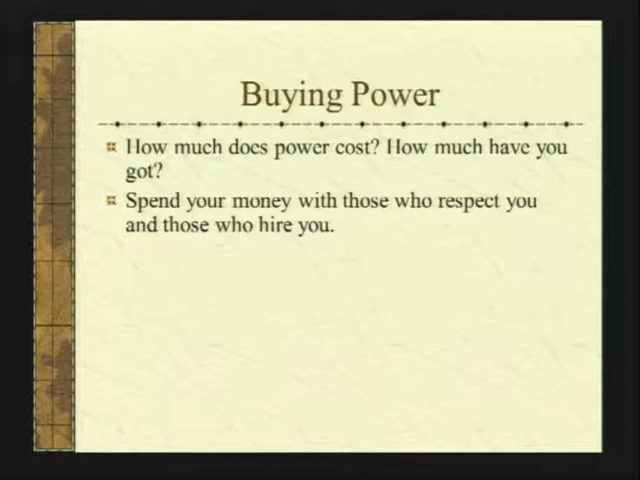 Buying Power
How much does power cost? How much have you
got?
Spend your money with those who respect you
and those who hire you.